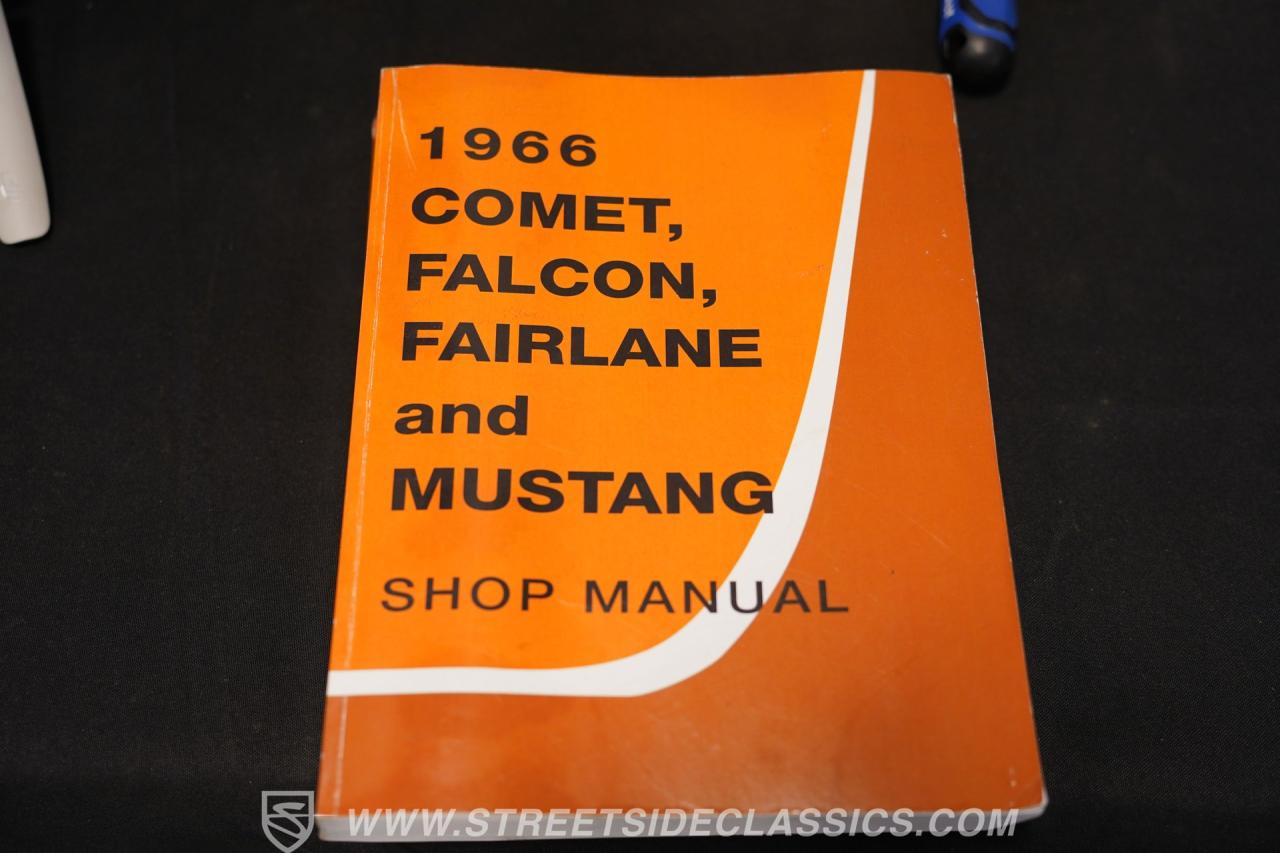 1966
COMET,
FALCON,
FAIRLANE
and
MUSTANG
SHOP MANUAL
WWW.STREETSIDECLASSICS.COM